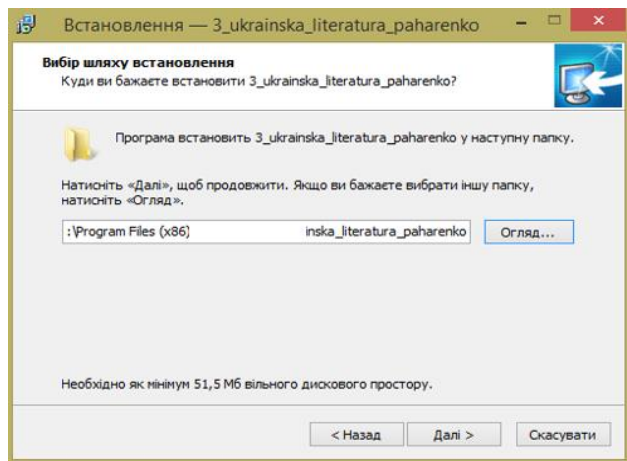 Встановлення — 3_ukrainska_literatura_paharenko
Вибір шляху встановлення
Куди ви бажаєте встановити 3_ukrainska_literatura_paharenko?
Програма встановить 3_ukrainska_literatura_paharenko у наступну папку.
Натисніть «Далі», щоб продовжити. Якщо ви бажаєте вибрати іншу папку,
натисніть «Огляд».
:\Program Files (x86) inska_literatura_paharenko Огляд...
Необхідно як мінімум 51,5 Мб вільного дискового простору.
< Назад Далі > Скасувати